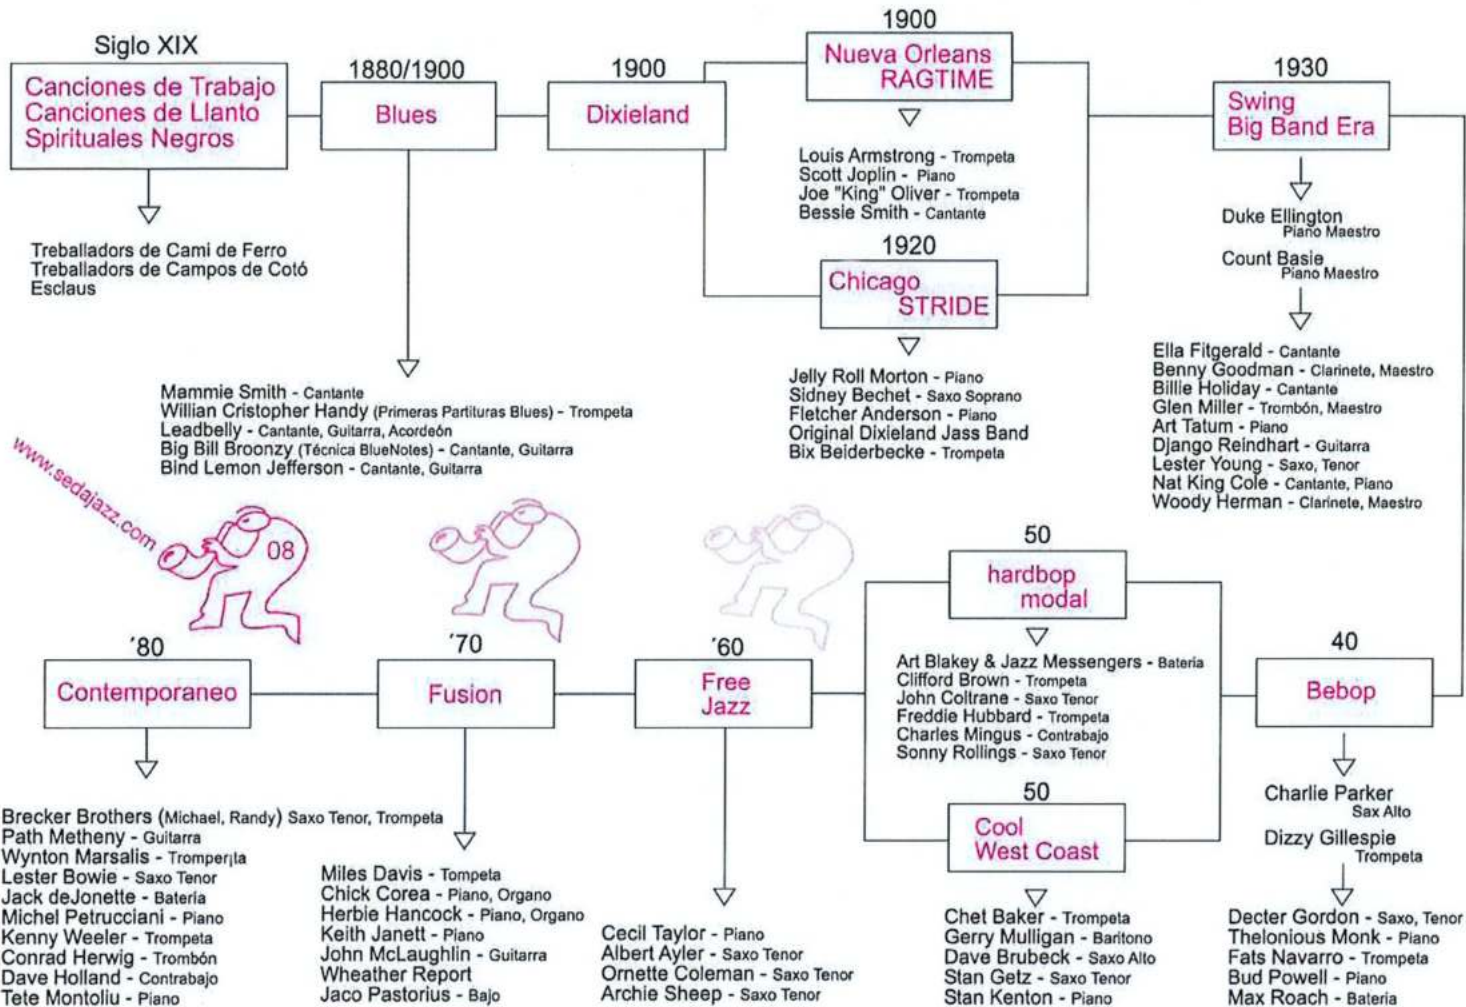 Siglo XIX
Canciones de Trabajo
Canciones de Llanto
Spirituales Negros
Treballadors de Cami de Ferro
Treballadors de Campos de Cotó
Esclaus
1880/1900
Blues
Mammie Smith - Cantante
Willian Cristopher Handy (Primeras Partituras Blues) - Trompeta
Leadbelly - Cantante, Guitarra, Acordeón
Big Bill Broonzy (Técnica BlueNotes) - Cantante, Guitarra
Bind Lemon Jefferson - Cantante, Guitarra
1900
Dixieland
1900
Nueva Orleans
RAGTIME
Louis Armstrong - Trompeta
Scott Joplin - Piano
Joe "King" Oliver - Trompeta
Bessie Smith - Cantante
1920
Chicago
STRIDE
Jelly Roll Morton - Piano
Sidney Bechet - Saxo Soprano
Fletcher Anderson - Piano
Original Dixieland Jass Band
Bix Beiderbecke - Trompeta
1930
Swing
Big Band Era
Duke Ellington
Piano Maestro
Count Basie
Piano Maestro
Ella Fitgerald - Cantante
Benny Goodman - Clarinete, Maestro
Billie Holiday - Cantante
Glen Miller - Trombón, Maestro
Art Tatum - Piano
Django Reindhart - Guitarra
Lester Young - Saxo, Tenor
Nat King Cole - Cantante, Piano
Woody Herman - Clarinete, Maestro
40
Bebop
Charlie Parker
Sax Alto
Dizzy Gillespie
Trompeta
Decter Gordon - Saxo, Tenor
Thelonious Monk - Piano
Fats Navarro - Trompeta
Bud Powell - Piano
Max Roach - Bateria
50
hardbop
modal
Art Blakey & Jazz Messengers - Bateria
Clifford Brown - Trompeta
John Coltrane - Saxo Tenor
Freddie Hubbard - Trompeta
Charles Mingus - Contrabajo
Sonny Rollings - Saxo Tenor
50
Cool
West Coast
Chet Baker - Trompeta
Gerry Mulligan - Baritono
Dave Brubeck - Saxo Alto
Stan Getz - Saxo Tenor
Stan Kenton - Piano
´60
Free
Jazz
Cecil Taylor - Piano
Albert Ayler - Saxo Tenor
Ornette Coleman - Saxo Tenor
Archie Sheep - Saxo Tenor
´70
Fusion
Miles Davis - Tompeta
Chick Corea - Piano, Organo
Herbie Hancock - Piano, Organo
Keith Janett - Piano
John McLaughlin - Guitarra
Wheather Report
Jaco Pastorius - Bajo
´80
Contemporaneo
Brecker Brothers (Michael, Randy) Saxo Tenor, Trompeta
Path Metheny - Guitarra
Wynton Marsalis - Tromper¡ta
Lester Bowie - Saxo Tenor
Jack deJonette - Bateria
Michel Petrucciani - Piano
Kenny Weeler - Trompeta
Conrad Herwig - Trombón
Dave Holland - Contrabajo
Tete Montoliu - Piano
www.sedajazz.com
08